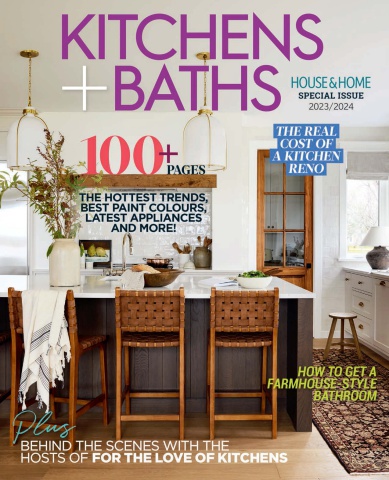 KITCHENS
+BATHS
HOUSE&HOME
SPECIAL ISSUE
2023/2024
THE REAL
COST OF
A KITCHEN
RENO
100+
PAGES
THE HOTTEST TRENDS,
BEST PAINT COLOURS,
LATEST APPLIANCES
AND MORE!
HOW TO GET A
FARMHOUSE-STYLE
BATHROOM
Plus
BEHIND THE SCENES WITH THE
HOSTS OF FOR THE LOVE OF KITCHENS